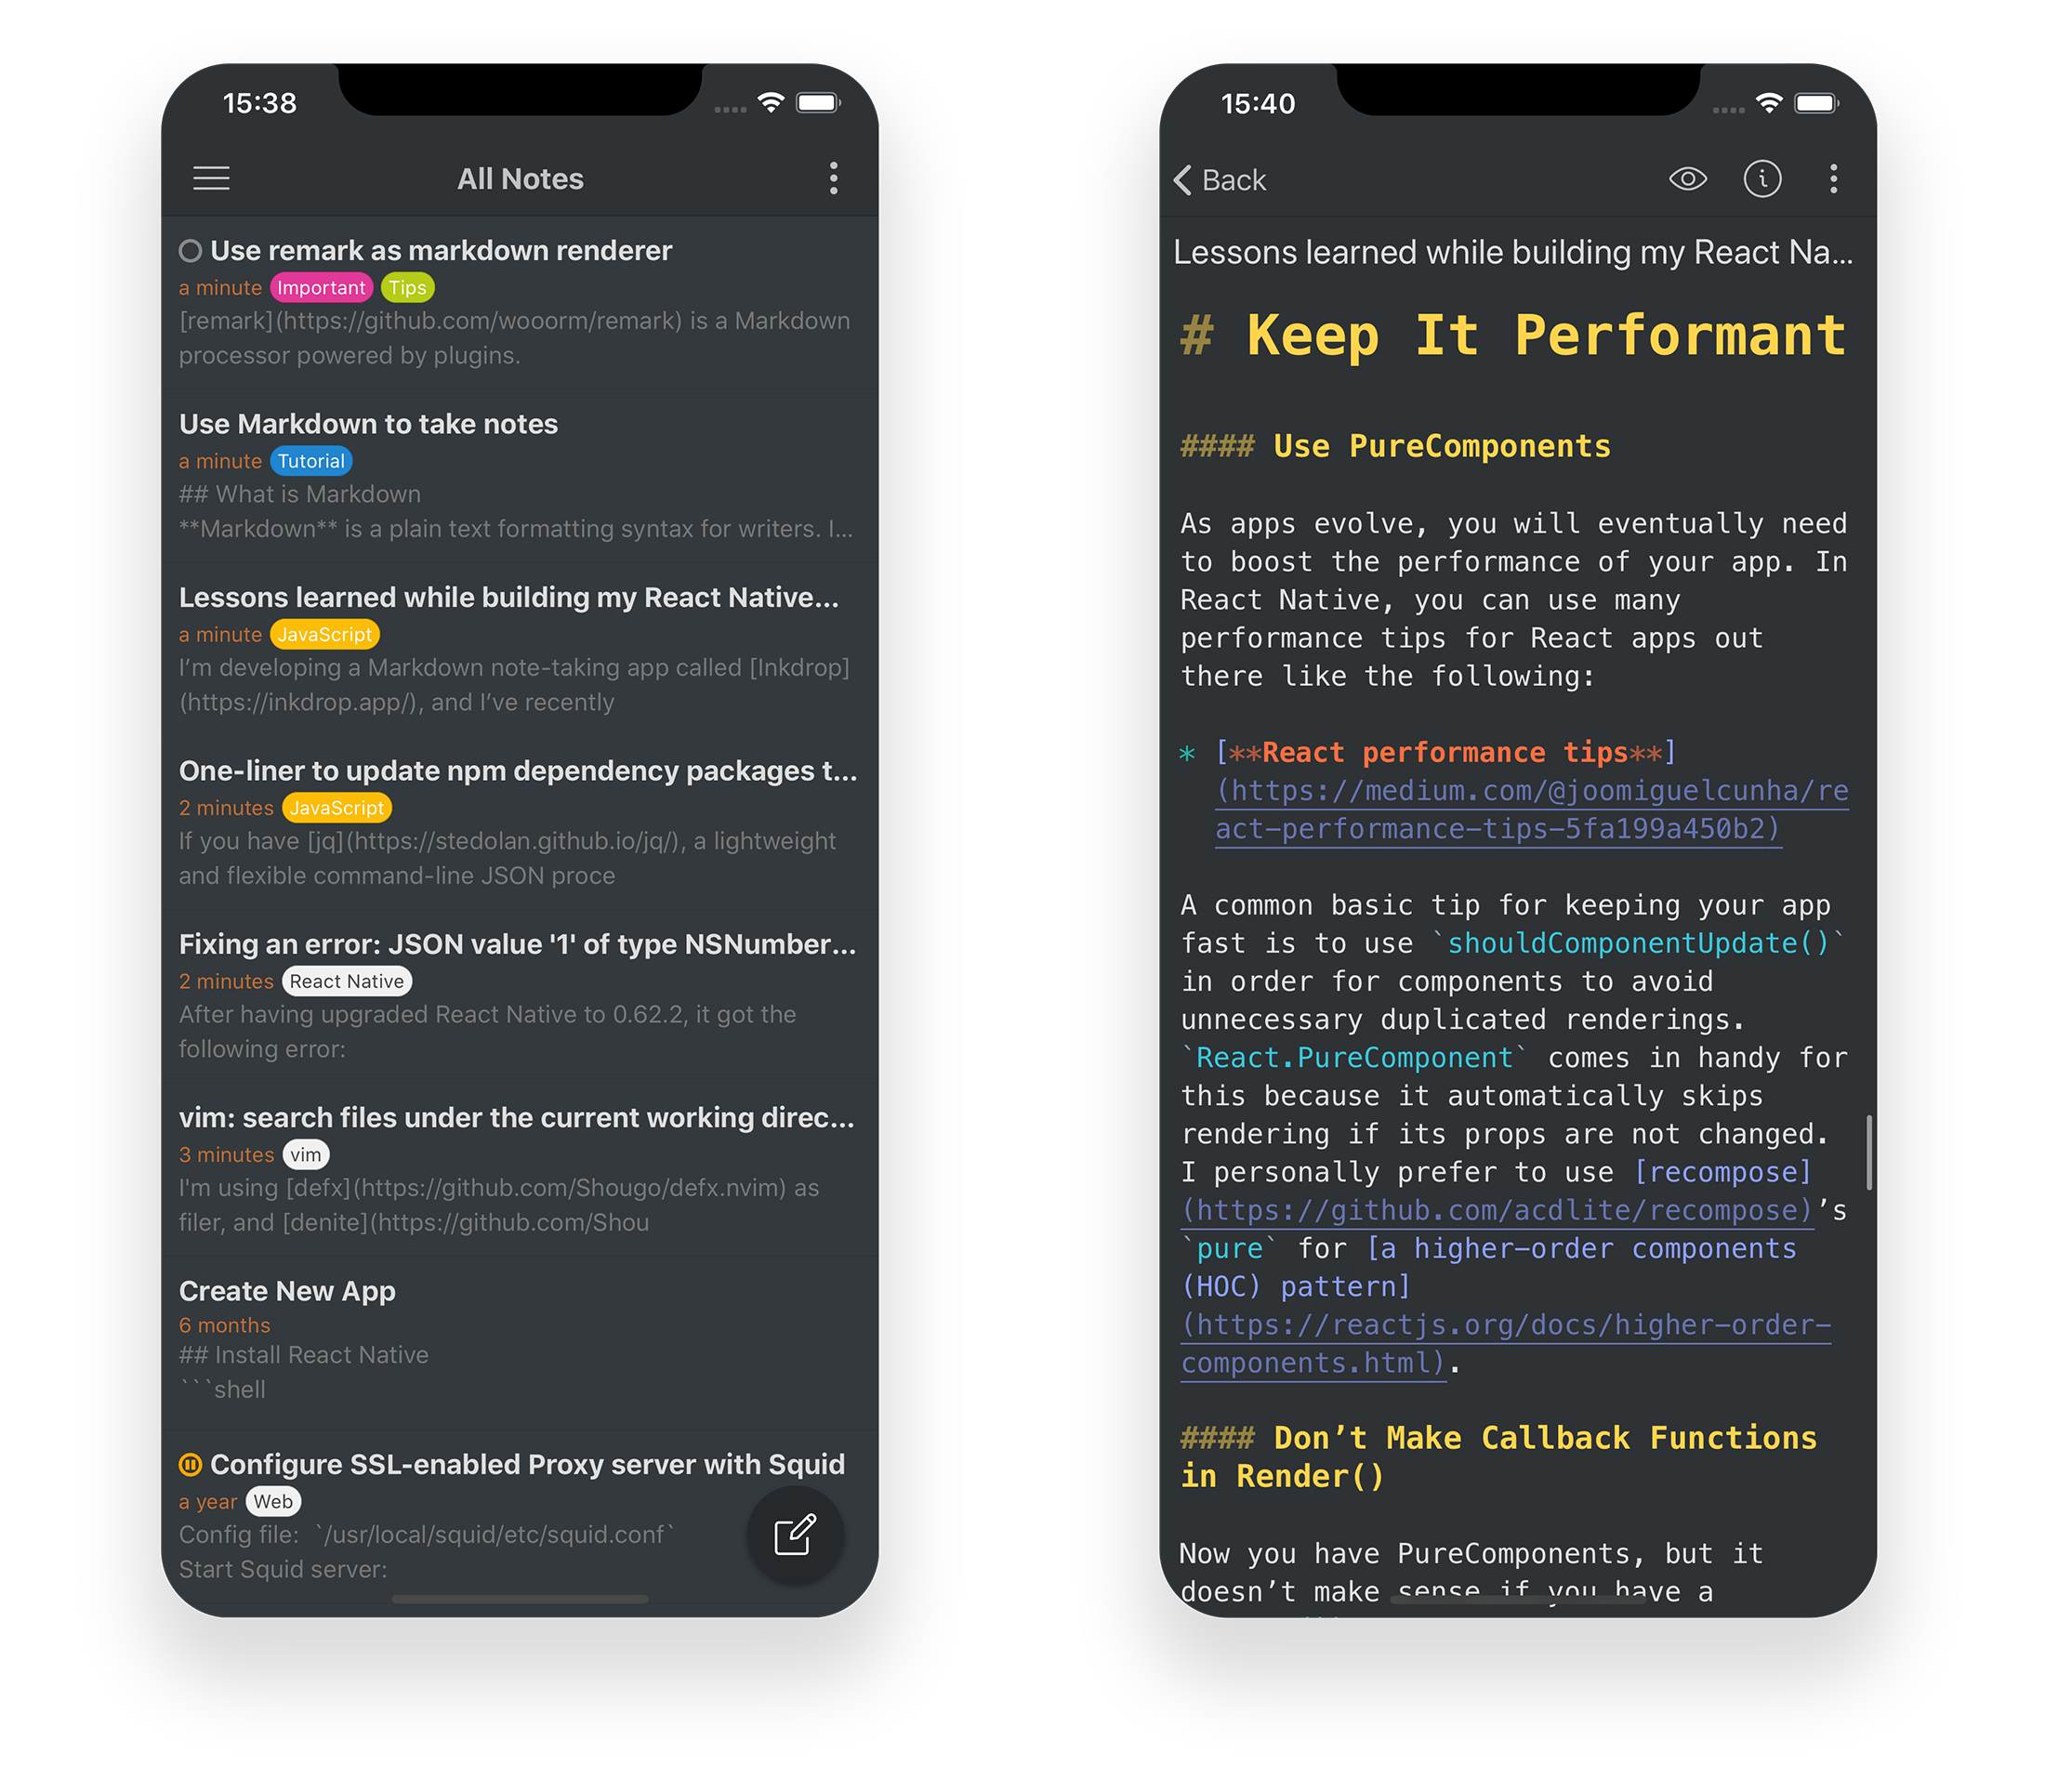 15:38
All Notes
Use remark as markdown renderer
a minute Important Tips
[remark](https://github.com/wooorm/remark) is a Markdown
processor powered by plugins.
Use Markdown to take notes
a minute Tutorial
## What is Markdown
**Markdown** is a plain text formatting syntax for writers. I...
Lessons learned while building my React Native...
a minute JavaScript
I’m developing a Markdown note-taking app called [Inkdrop]
(https://inkdrop.app/), and I’ve recently
One-liner to update npm dependency packages t...
2 minutes JavaScript
If you have [jq](https://stedolan.github.io/jq/), a lightweight
and flexible command-line JSON proce
Fixing an error: JSON value '1' of type NSNumber...
2 minutes React Native
After having upgraded React Native to 0.62.2, it got the
following error:
vim: search files under the current working direc...
3 minutes vim
I'm using [defx](https://github.com/Shougo/defx.nvim) as
filer, and [denite](https://github.com/Shou
Create New App
6 months
## Install React Native
```shell
Configure SSL-enabled Proxy server with Squid
a year Web
Config file: `/usr/local/squid/etc/squid.conf`
Start Squid server:
15:40
Back
Lessons learned while building my React Na...
# Keep It Performant
#### Use PureComponents
As apps evolve, you will eventually need
to boost the performance of your app. In
React Native, you can use many
performance tips for React apps out
there like the following:
* [**React performance tips**]
(https://medium.com/@joomiguelcunha/re
act-performance-tips-5fa199a450b2)
A common basic tip for keeping your app
fast is to use `shouldComponentUpdate()`
in order for components to avoid
unnecessary duplicated renderings.
`React.PureComponent` comes in handy for
this because it automatically skips
rendering if its props are not changed.
I personally prefer to use [recompose]
(https://github.com/acdlite/recompose)’s
`pure` for [a higher-order components
(HOC) pattern]
(https://reactjs.org/docs/higher-order-
components.html).
#### Don’t Make Callback Functions
in Render()
Now you have PureComponents, but it
doesn’t make sense if you have a